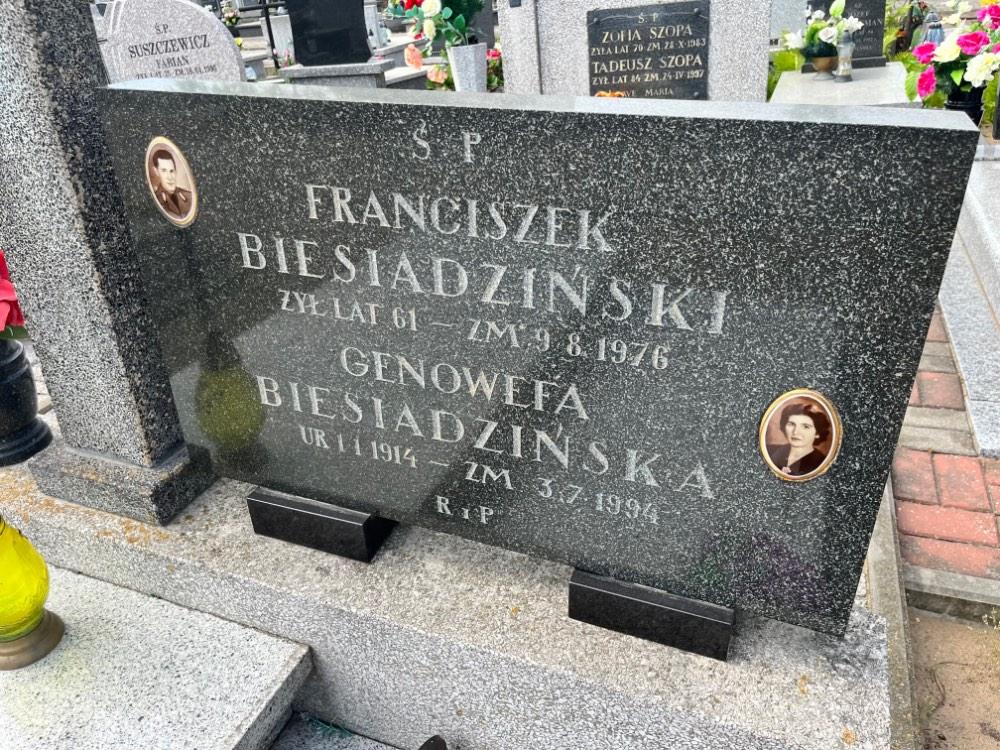 Ś P
SUSZCZEWICZ
FABIAN
Ś P
ZOFIA SZOPA
ŻYŁA LAT 70 ZM. 28-X-1983
TADEUSZ SZOPA
ŻYŁ LAT 84 ZM. 24-IV-1997
AVE MARIA
Ś P
FRANCISZEK
BIESIADZIŃSKI
ŻYŁ LAT 61 – ZM 9 8 1976
GENOWEFA
BIESIADZIŃSKA
UR 1 1 1914 – ZM 3 7 1994
R I P